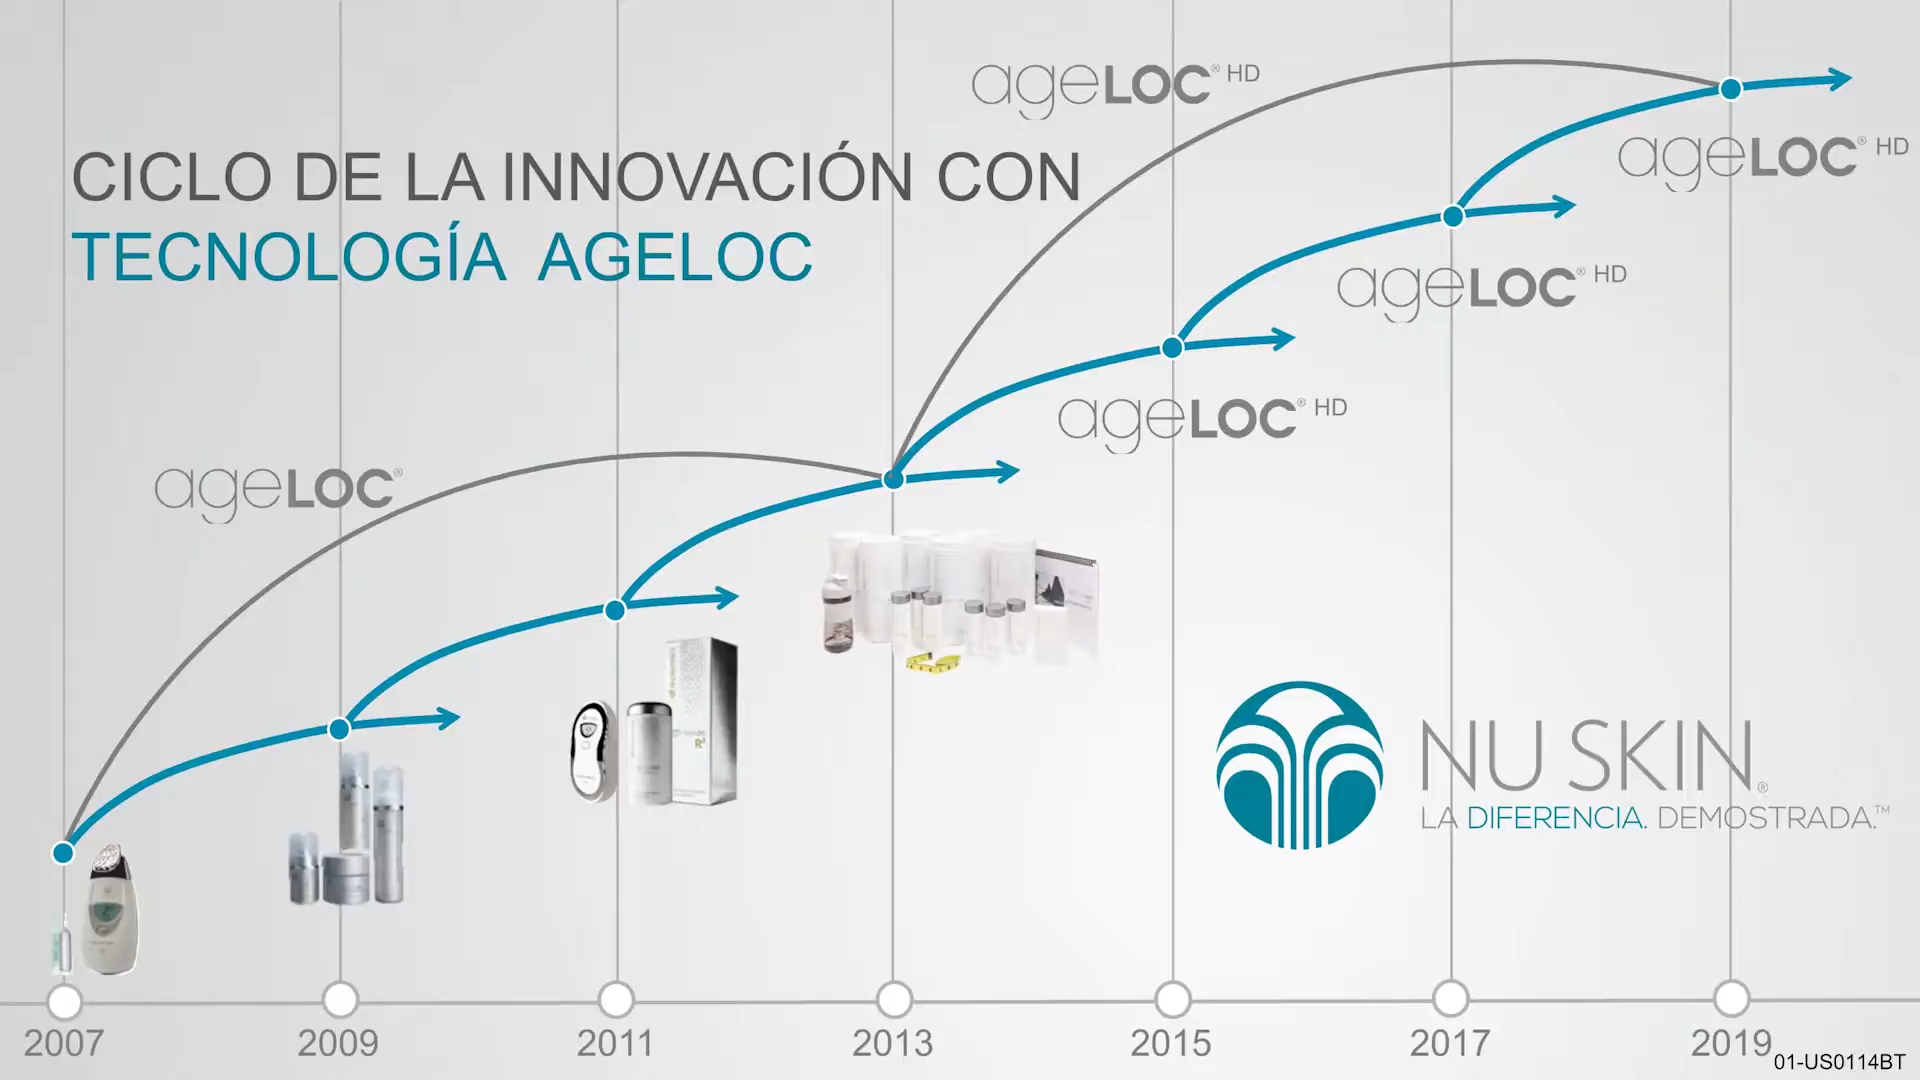 ageLOC® HD
CICLO DE LA INNOVACIÓN CON
TECNOLOGÍA AGELOC
ageLOC® HD
ageLOC® HD
ageLOC® HD
ageLOC®
R²
NU SKIN®
LA DIFERENCIA. DEMOSTRADA.™
2007
2009
2011
2013
2015
2017
2019
01-US0114BT